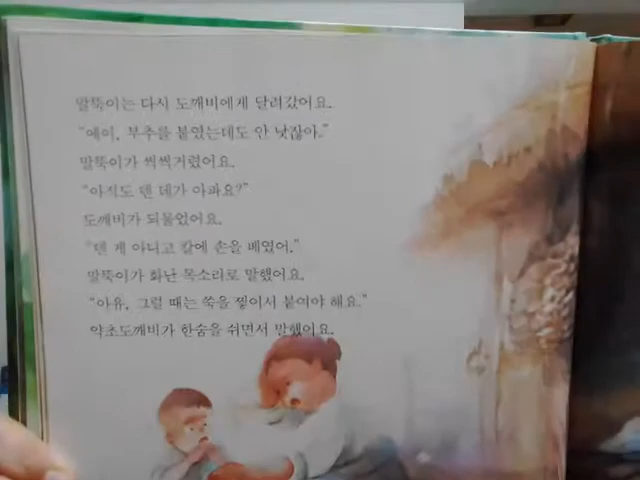 말뚝이는 다시 도깨비에게 달려갔어요.
"에이, 부추를 붙였는데도 안 낫잖아."
말뚝이가 씩씩거렸어요.
"아직도 덴 데가 아파요?"
도깨비가 되물었어요.
"덴 게 아니고 칼에 손을 베였어."
말뚝이가 화난 목소리로 말했어요.
"아유, 그럴 때는 쑥을 찧어서 붙여야 해요."
약초도깨비가 한숨을 쉬면서 말했어요.